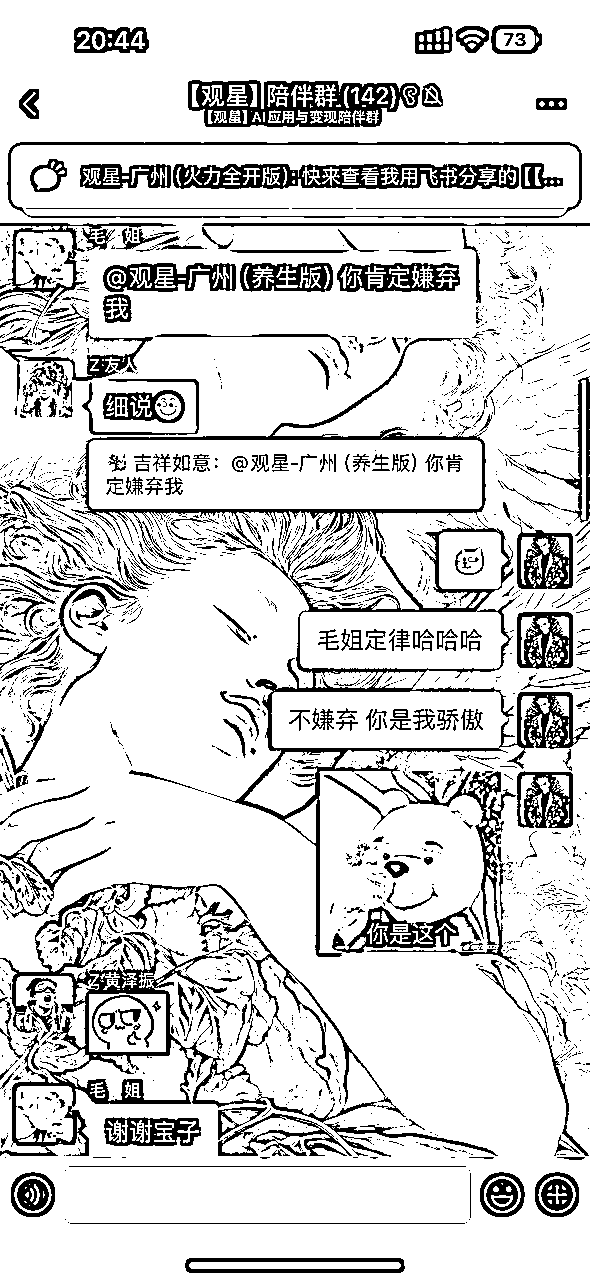 20:44
73
【观星】陪伴群(142)
【观星】AI应用与变现陪伴群
观星-广州(火力全开版):快来查看我用飞书分享的【【...
毛 姐
@观星-广州(养生版)你肯定嫌弃
我
Z友人
细说
吉祥如意:@观星-广州(养生版)你肯
定嫌弃我
毛姐定律哈哈哈
不嫌弃 你是我骄傲
你是这个
Z黄泽振
毛 姐
谢谢宝子